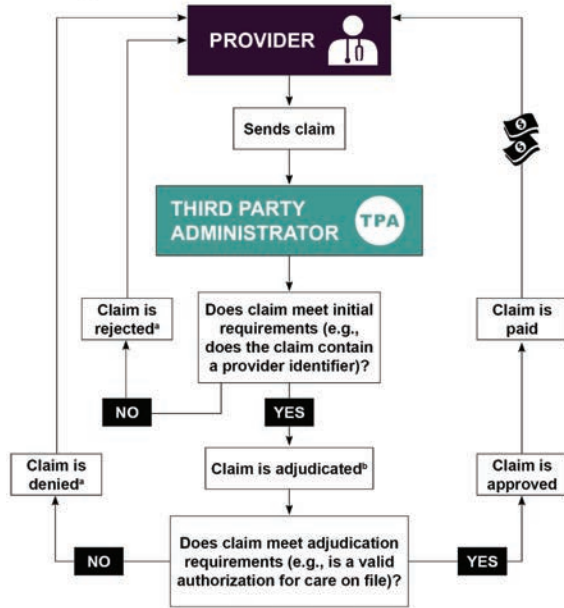 PROVIDER
Sends claim
THIRD PARTY
ADMINISTRATOR
TPA
Claim is
rejectedª
Does claim meet initial
requirements (e.g.,
does the claim contain
a provider identifier)?
Claim is
paid
NO
YES
Claim is
deniedª
Claim is adjudicatedᵇ
Claim is
approved
NO
Does claim meet adjudication
requirements (e.g., is a valid
authorization for care on file)?
YES
$
$